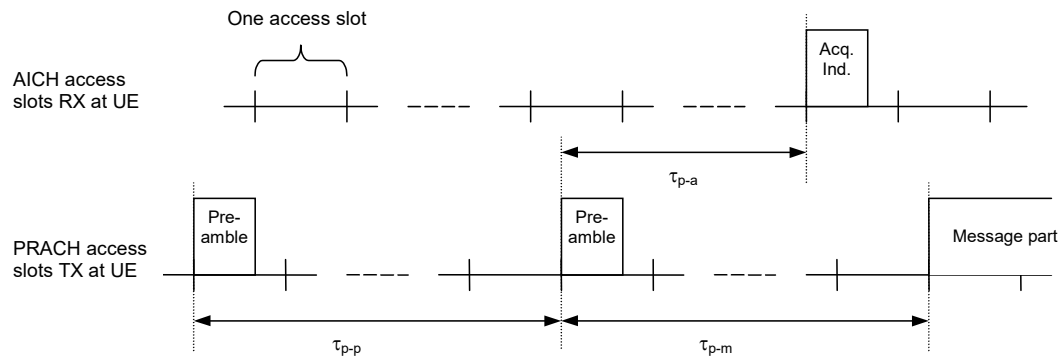 One access slot
AICH access
slots RX at UE
Acq.
Ind.
τp-a
Pre-
amble
Pre-
amble
Message part
PRACH access
slots TX at UE
τp-p
τp-m